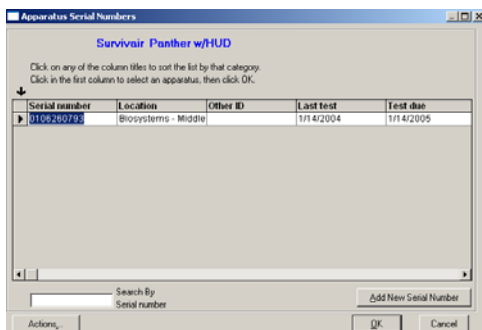 Apparatus Serial Numbers
Survivair Panther w/HUD
Click on any of the column titles to sort the list by that category.
Click in the first column to select an apparatus, then click OK.
Serial number Location Other ID Last test Test due
0106260793 Biosystems - Middle 1/14/2004 1/14/2005
Search By
Serial number
Add New Serial Number
Actions... OK Cancel